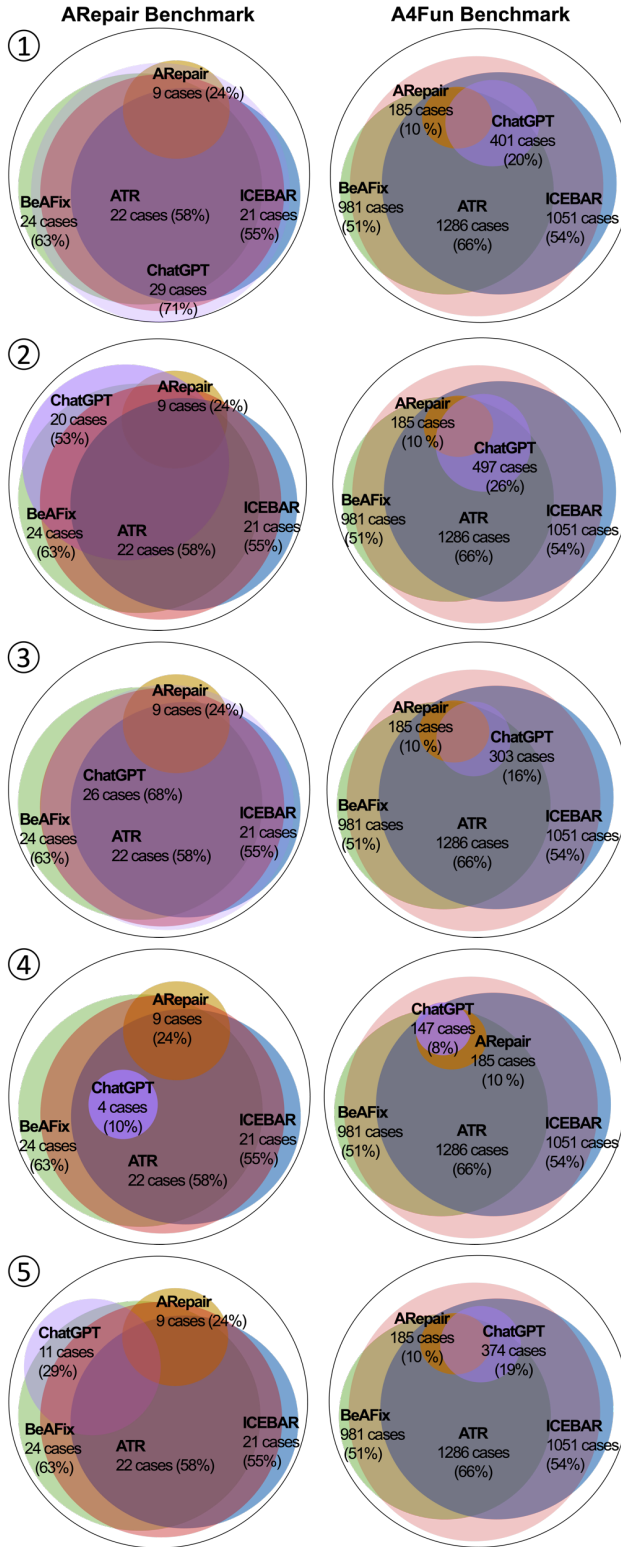 ARepair Benchmark
A4Fun Benchmark
①
ARepair
9 cases (24%)
BeAFix
24 cases
(63%)
ATR
22 cases (58%)
ICEBAR
21 cases
(55%)
ChatGPT
29 cases
(71%)
ARepair
185 cases
(10 %)
ChatGPT
401 cases
(20%)
BeAFix
981 cases
(51%)
ATR
1286 cases
(66%)
ICEBAR
1051 cases
(54%)
②
ChatGPT
20 cases
(53%)
ARepair
9 cases (24%)
BeAFix
24 cases
(63%)
ATR
22 cases (58%)
ICEBAR
21 cases
(55%)
ARepair
185 cases
(10 %)
ChatGPT
497 cases
(26%)
BeAFix
981 cases
(51%)
ATR
1286 cases
(66%)
ICEBAR
1051 cases
(54%)
③
ARepair
9 cases (24%)
ChatGPT
26 cases (68%)
BeAFix
24 cases
(63%)
ATR
22 cases (58%)
ICEBAR
21 cases
(55%)
ARepair
185 cases
(10 %)
ChatGPT
303 cases
(16%)
BeAFix
981 cases
(51%)
ATR
1286 cases
(66%)
ICEBAR
1051 cases
(54%)
④
ARepair
9 cases
(24%)
ChatGPT
4 cases
(10%)
BeAFix
24 cases
(63%)
ATR
22 cases (58%)
ICEBAR
21 cases
(55%)
ChatGPT
147 cases
(8%)
ARepair
185 cases
(10 %)
BeAFix
981 cases
(51%)
ATR
1286 cases
(66%)
ICEBAR
1051 cases
(54%)
⑤
ARepair
9 cases (24%)
ChatGPT
11 cases
(29%)
BeAFix
24 cases
(63%)
ATR
22 cases (58%)
ICEBAR
21 cases
(55%)
ARepair
185 cases
(10 %)
ChatGPT
374 cases
(19%)
BeAFix
981 cases
(51%)
ATR
1286 cases
(66%)
ICEBAR
1051 cases
(54%)